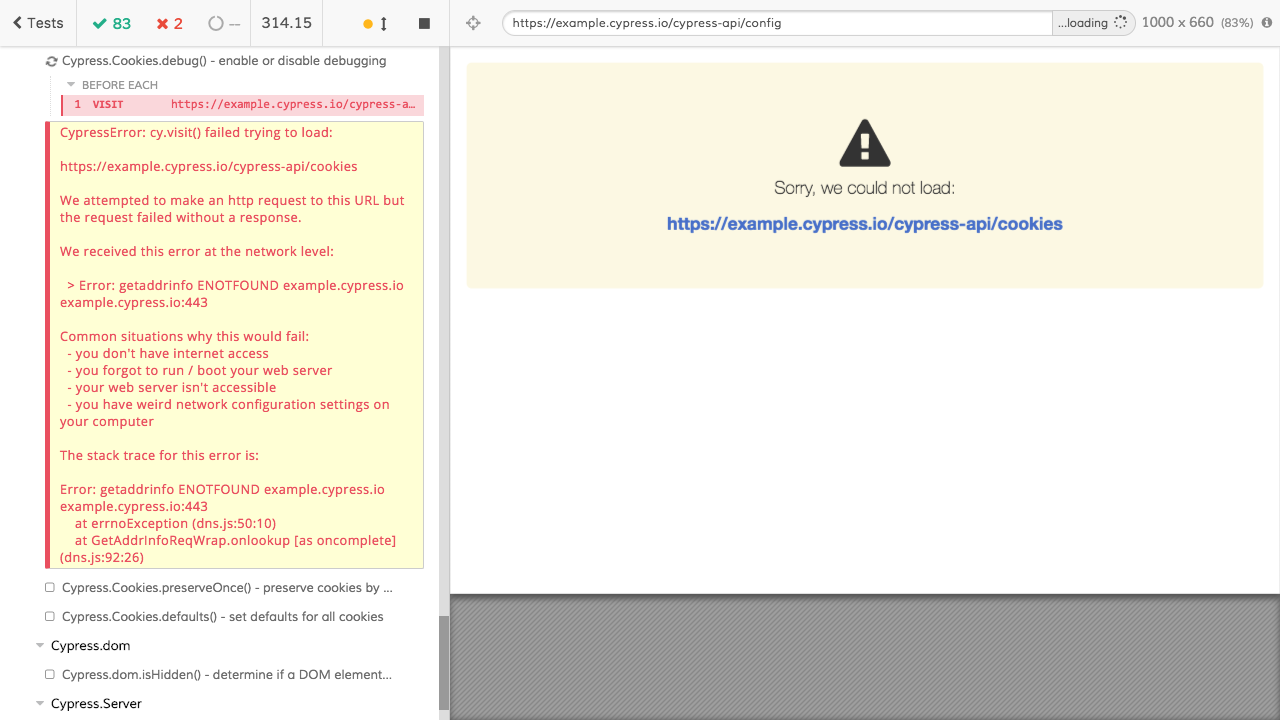 Tests
83
2
--
314.15
https://example.cypress.io/cypress-api/config
...loading
1000 x 660 (83%)
Cypress.Cookies.debug() - enable or disable debugging
BEFORE EACH
1 VISIT https://example.cypress.io/cypress-a…
CypressError: cy.visit() failed trying to load:
https://example.cypress.io/cypress-api/cookies
We attempted to make an http request to this URL but
the request failed without a response.
We received this error at the network level:
> Error: getaddrinfo ENOTFOUND example.cypress.io
example.cypress.io:443
Common situations why this would fail:
- you don't have internet access
- you forgot to run / boot your web server
- your web server isn't accessible
- you have weird network configuration settings on
your computer
The stack trace for this error is:
Error: getaddrinfo ENOTFOUND example.cypress.io
example.cypress.io:443
at errnoException (dns.js:50:10)
at GetAddrInfoReqWrap.onlookup [as oncomplete]
(dns.js:92:26)
Cypress.Cookies.preserveOnce() - preserve cookies by ...
Cypress.Cookies.defaults() - set defaults for all cookies
Cypress.dom
Cypress.dom.isHidden() - determine if a DOM element...
Cypress.Server
Sorry, we could not load:
https://example.cypress.io/cypress-api/cookies